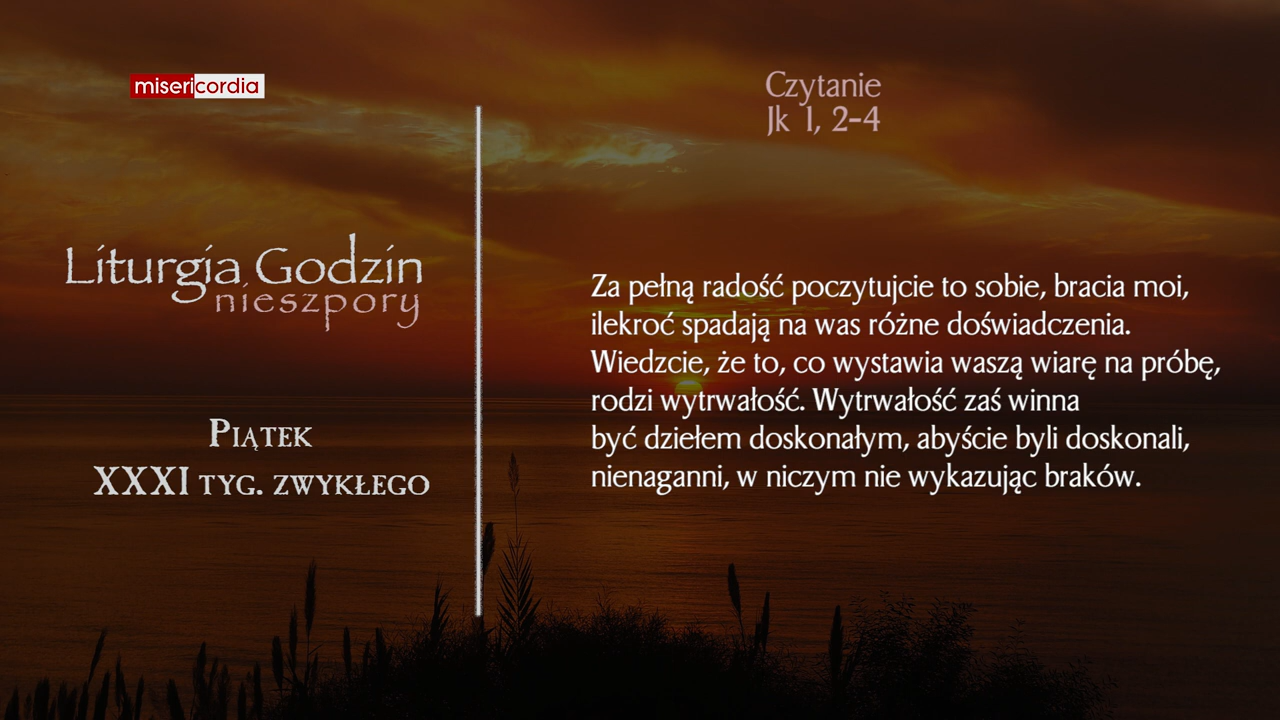 misericordia
Liturgia Godzin
nieszpory
Piątek
XXXI tyg. zwykłego
Czytanie
Jk 1, 2-4
Za pełną radość poczytujcie to sobie, bracia moi,
ilekroć spadają na was różne doświadczenia.
Wiedzcie, że to, co wystawia waszą wiarę na próbę,
rodzi wytrwałość. Wytrwałość zaś winna
być dziełem doskonałym, abyście byli doskonali,
nienaganni, w niczym nie wykazując braków.